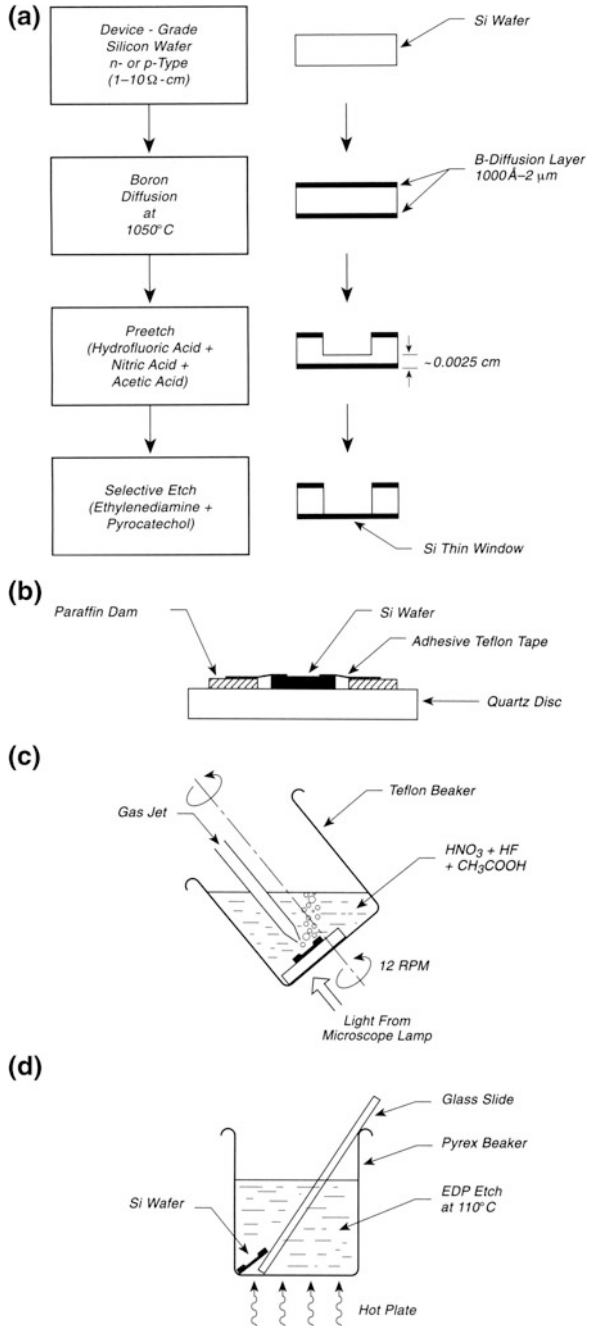 (a)
Device - Grade
Silicon Wafer
n- or p-Type
(1–10 Ω-cm)
Si Wafer
Boron
Diffusion
at
1050°C
B-Diffusion Layer
1000Å–2 μm
Preetch
(Hydrofluoric Acid +
Nitric Acid +
Acetic Acid)
~0.0025 cm
Selective Etch
(Ethylenediamine +
Pyrocatechol)
Si Thin Window
(b)
Paraffin Dam
Si Wafer
Adhesive Teflon Tape
Quartz Disc
(c)
Gas Jet
Teflon Beaker
HNO3 + HF
+ CH3COOH
12 RPM
Light From
Microscope Lamp
(d)
Glass Slide
Pyrex Beaker
Si Wafer
EDP Etch
at 110°C
Hot Plate